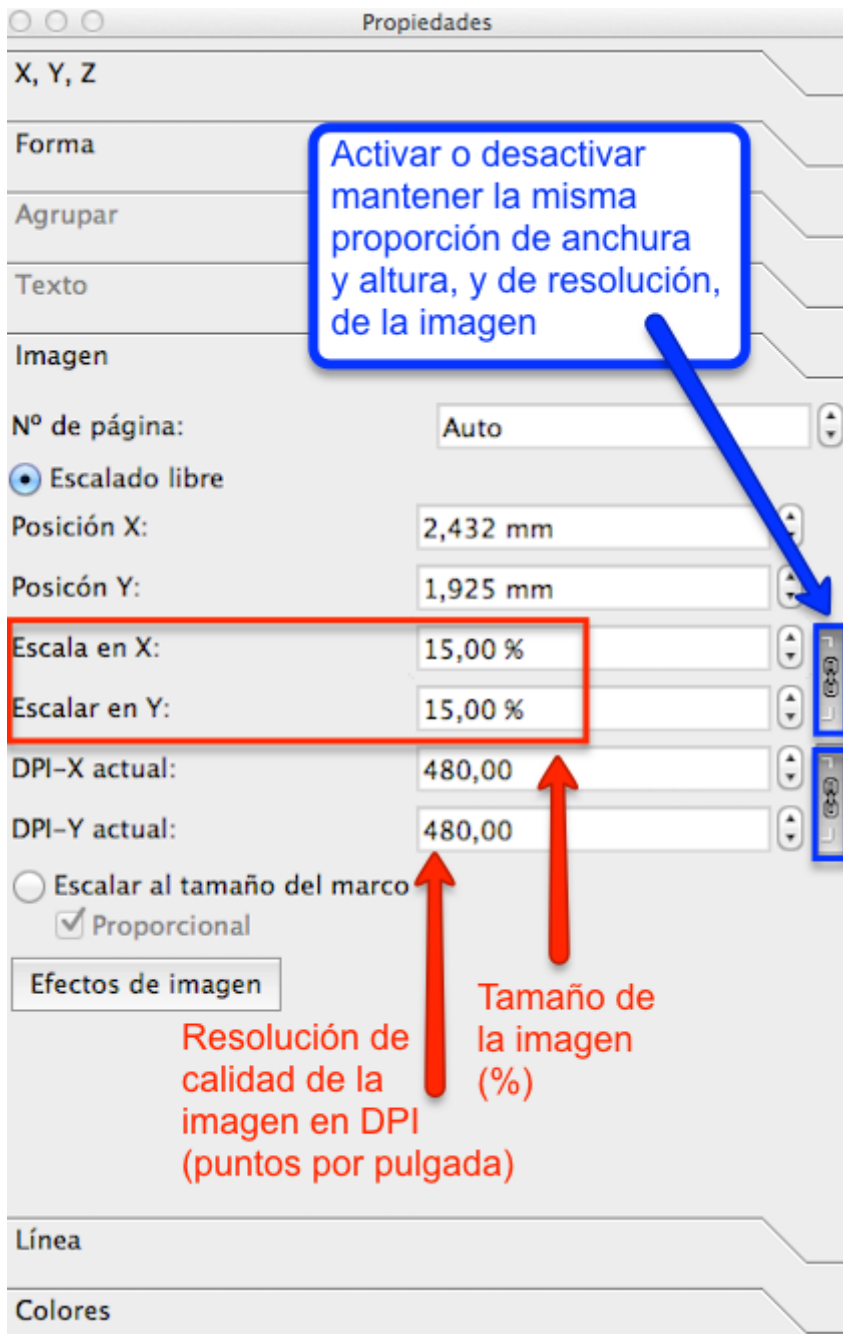 Propiedades
X, Y, Z
Forma
Activar o desactivar
mantener la misma
proporción de anchura
y altura, y de resolución,
de la imagen
Agrupar
Texto
Imagen
Nº de página: Auto
Escalado libre
Posición X: 2,432 mm
Posicón Y: 1,925 mm
Escala en X: 15,00 %
Escalar en Y: 15,00 %
DPI-X actual: 480,00
DPI-Y actual: 480,00
Escalar al tamaño del marco
Proporcional
Efectos de imagen
Tamaño de
la imagen
(%)
Resolución de
calidad de la
imagen en DPI
(puntos por pulgada)
Línea
Colores